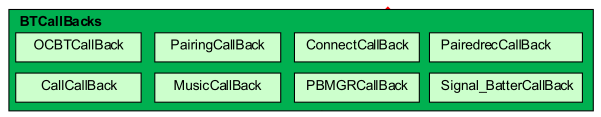 BTCallBacks
OCBTCallBack PairingCallBack ConnectCallBack PairedrecCallBack
CallCallBack MusicCallBack PBMGRCallBack Signal_BatterCallBack